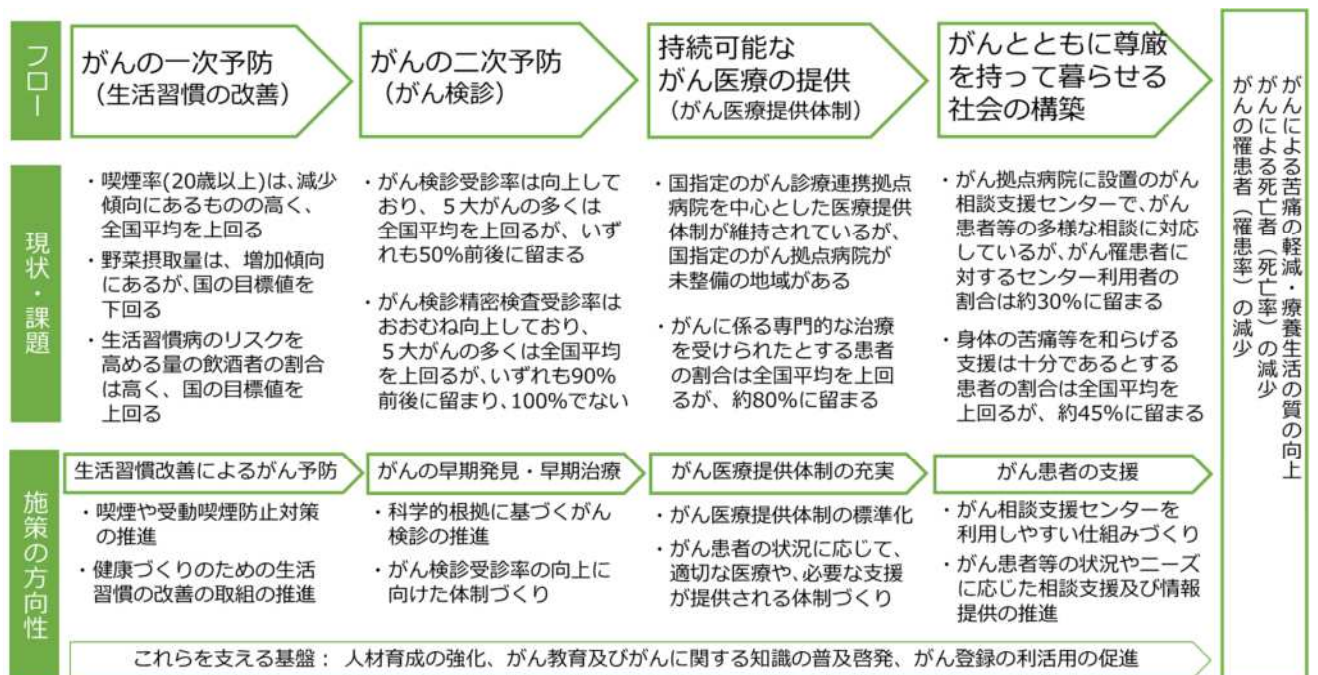 フロー
がんの一次予防
（生活習慣の改善）
がんの二次予防
（がん検診）
持続可能な
がん医療の提供
（がん医療提供体制）
がんとともに尊厳
を持って暮らせる
社会の構築
現状・課題
・喫煙率(20歳以上)は、減少
傾向にあるものの高く、
全国平均を上回る
・野菜摂取量は、増加傾向
にあるが、国の目標値を
下回る
・生活習慣病のリスクを
高める量の飲酒者の割合
は高く、国の目標値を
上回る
・がん検診受診率は向上して
おり、５大がんの多くは
全国平均を上回るが、いず
れも50%前後に留まる
・がん検診精密検査受診率は
おおむね向上しており、
５大がんの多くは全国平均
を上回るが、いずれも90%
前後に留まり、100%でない
・国指定のがん診療連携拠点
病院を中心とした医療提供
体制が維持されているが、
国指定のがん拠点病院が
未整備の地域がある
・がんに係る専門的な治療
を受けられたとする患者
の割合は全国平均を上回
るが、約80%に留まる
・がん拠点病院に設置のがん
相談支援センターで、がん
患者等の多様な相談に対応
しているが、がん罹患者に
対するセンター利用者の
割合は約30%に留まる
・身体の苦痛等を和らげる
支援は十分であるとする
患者の割合は全国平均を
上回るが、約45%に留まる
施策の方向性
生活習慣改善によるがん予防
・喫煙や受動喫煙防止対策
の推進
・健康づくりのための生活
習慣の改善の取組の推進
がんの早期発見・早期治療
・科学的根拠に基づくがん
検診の推進
・がん検診受診率の向上に
向けた体制づくり
がん医療提供体制の充実
・がん医療提供体制の標準化
・がん患者の状況に応じて、
適切な医療や、必要な支援
が提供される体制づくり
がん患者の支援
・がん相談支援センターを
利用しやすい仕組みづくり
・がん患者等の状況やニーズ
に応じた相談支援及び情報
提供の推進
これらを支える基盤： 人材育成の強化、がん教育及びがんに関する知識の普及啓発、がん登録の利活用の促進
がんによる苦痛の軽減・療養生活の質の向上
がんによる死亡者（死亡率）の減少
がんの罹患者（罹患率）の減少